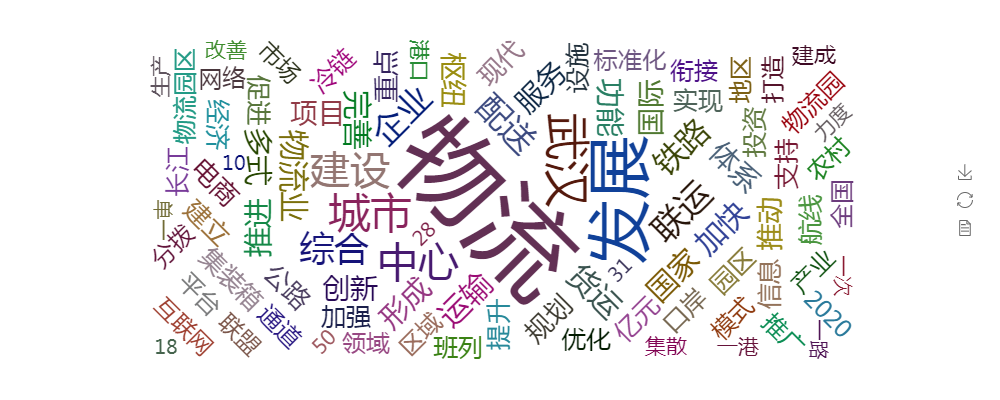 物流
发展
武汉
城市
建设
中心
综合
配送
企业
铁路
联运
加快
国家
货运
形成
运输
创新
加强
推进
物流业
项目
完善
重点
港口
枢纽
现代
服务
设施
标准化
衔接
地区
打造
建成
物流园
力度
功能
国际
实现
投资
支持
农村
体系
推动
航线
全国
园区
信息
产业
一次
2020
一路
推广
模式
口岸
亿元
31
规划
优化
集散
一港
提升
班列
区域
领域
50
28
通道
公路
集装箱
平台
联盟
互联网
18
分拨
一单
建立
电商
长江
10
多式
促进
经济
物流园区
网络
改善
市场
冷链
生产